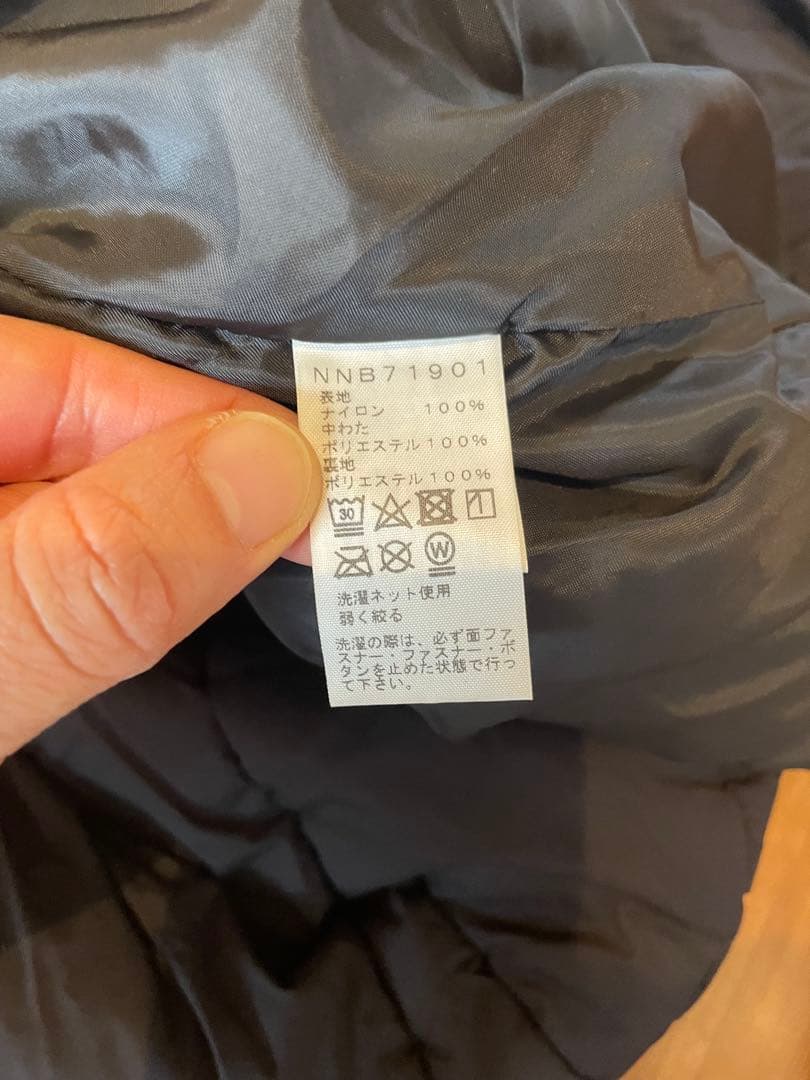 NNB71901
表地
ナイロン 100%
中わた
ポリエステル100%
裏地
ポリエステル100%
30
W
洗濯ネット使用
弱く絞る
洗濯の際は、必ず面ファ
スナー・ファスナー・ボ
タンを止めた状態で行っ
て下さい。